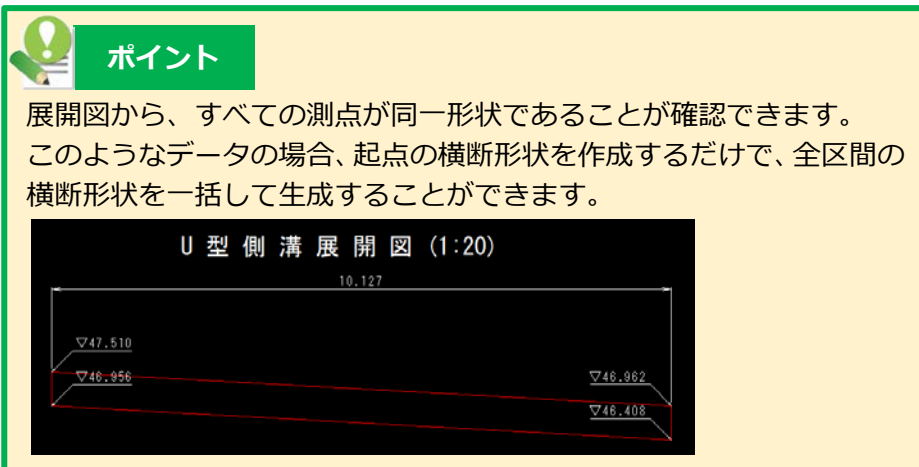 ポイント
展開図から、すべての測点が同一形状であることが確認できます。
このようなデータの場合、起点の横断形状を作成するだけで、全区間の
横断形状を一括して生成することができます。
U型側溝展開図(1:20)
10.127
▽47.510
▽46.956
▽46.962
▽46.408